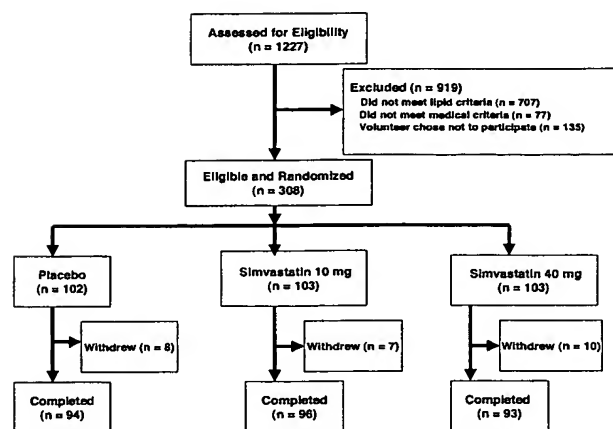 Assessed for Eligibility
(n = 1227)
Excluded (n = 919)
Did not meet lipid criteria (n = 707)
Did not meet medical criteria (n = 77)
Volunteer chose not to participate (n = 135)
Eligible and Randomized
(n = 308)
Placebo
(n = 102)
Simvastatin 10 mg
(n = 103)
Simvastatin 40 mg
(n = 103)
Withdrew (n = 8)
Withdrew (n = 7)
Withdrew (n = 10)
Completed
(n = 94)
Completed
(n = 96)
Completed
(n = 93)